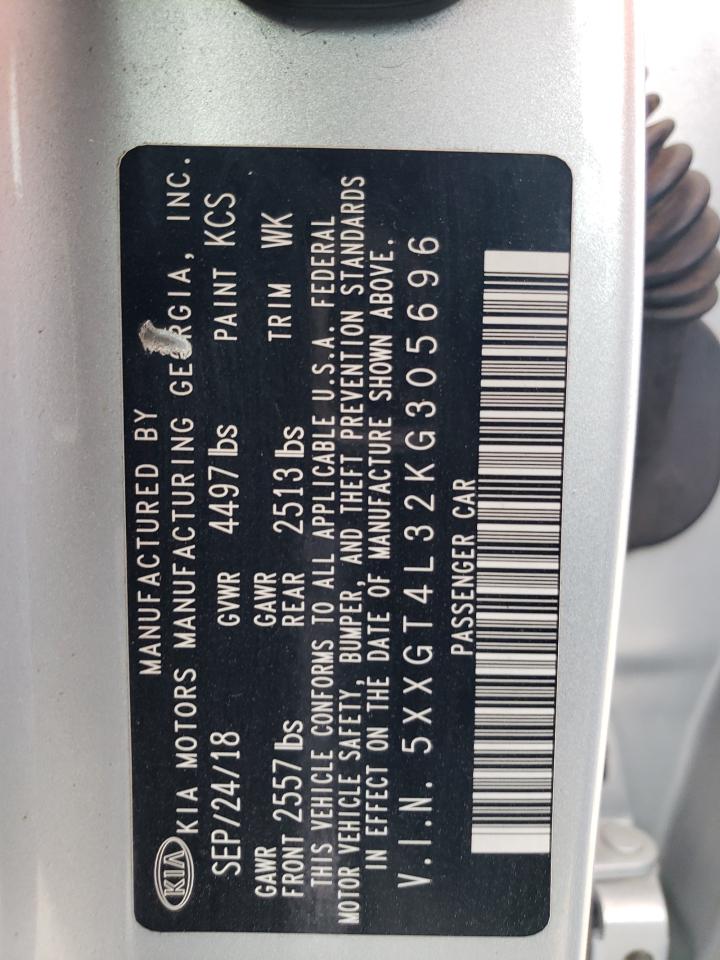 KIA
MANUFACTURED BY
KIA MOTORS MANUFACTURING GEORGIA, INC.
SEP/24/18 GVWR 4497 lbs PAINT KCS
GAWR FRONT 2557 lbs GAWR REAR 2513 lbs TRIM WK
THIS VEHICLE CONFORMS TO ALL APPLICABLE U.S.A. FEDERAL
MOTOR VEHICLE SAFETY, BUMPER, AND THEFT PREVENTION STANDARDS
IN EFFECT ON THE DATE OF MANUFACTURE SHOWN ABOVE.
V.I.N. 5XXGT4L32KG305696
PASSENGER CAR